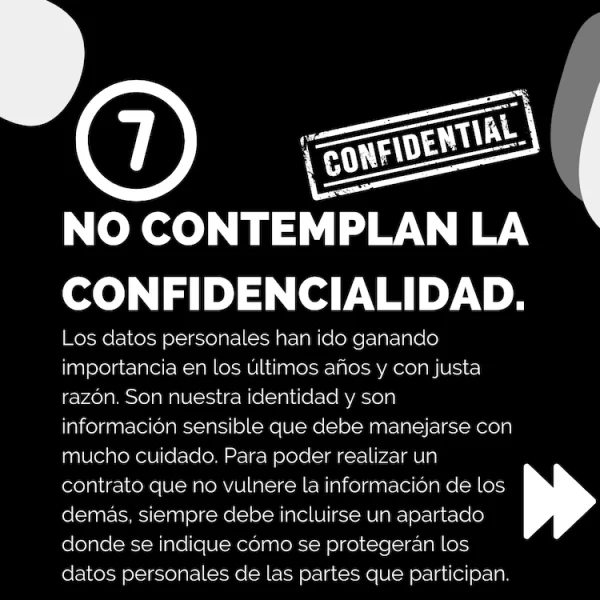 7
CONFIDENTIAL
NO CONTEMPLAN LA
CONFIDENCIALIDAD.
Los datos personales han ido ganando
importancia en los últimos años y con justa
razón. Son nuestra identidad y son
información sensible que debe manejarse con
mucho cuidado. Para poder realizar un
contrato que no vulnere la información de los
demás, siempre debe incluirse un apartado
donde se indique cómo se protegerán los
datos personales de las partes que participan.